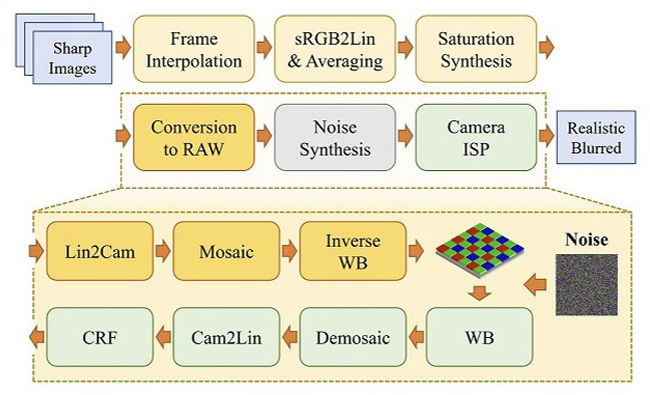 Sharp
Images
Frame
Interpolation
sRGB2Lin
& Averaging
Saturation
Synthesis
Conversion
to RAW
Noise
Synthesis
Camera
ISP
Realistic
Blurred
Lin2Cam
Mosaic
Inverse
WB
Noise
CRF
Cam2Lin
Demosaic
WB